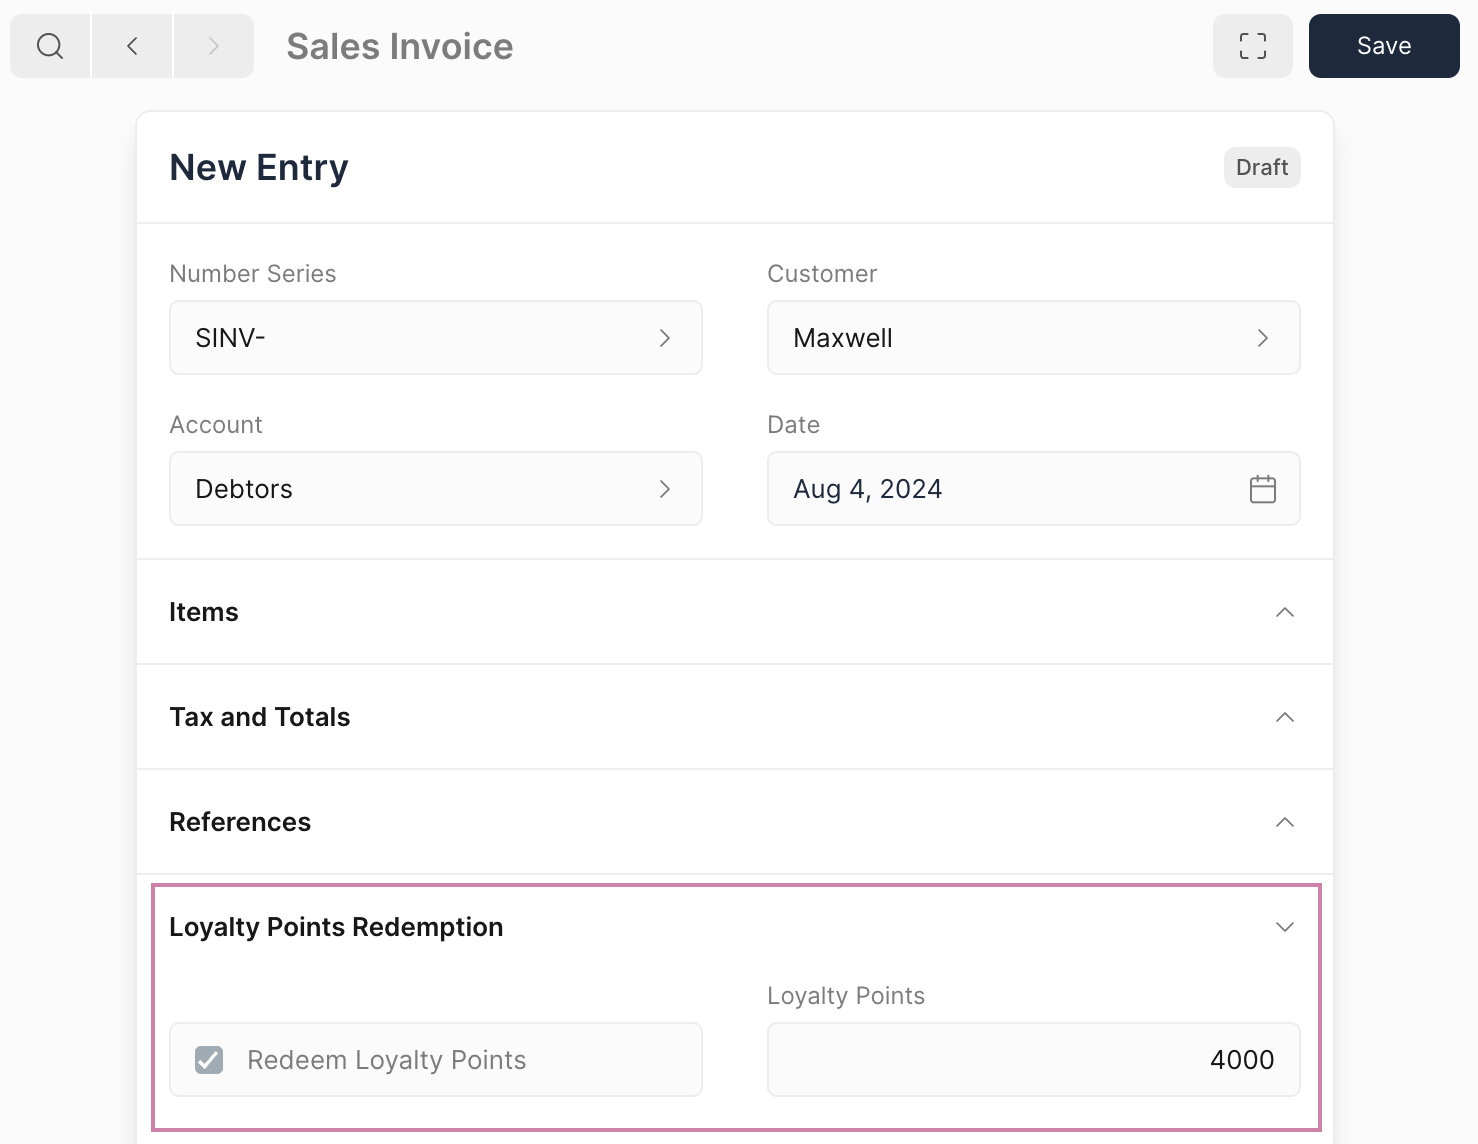 Sales Invoice
Save
New Entry
Draft
Number Series
Customer
SINV-
Maxwell
Account
Date
Debtors
Aug 4, 2024
Items
Tax and Totals
References
Loyalty Points Redemption
Loyalty Points
Redeem Loyalty Points
4000